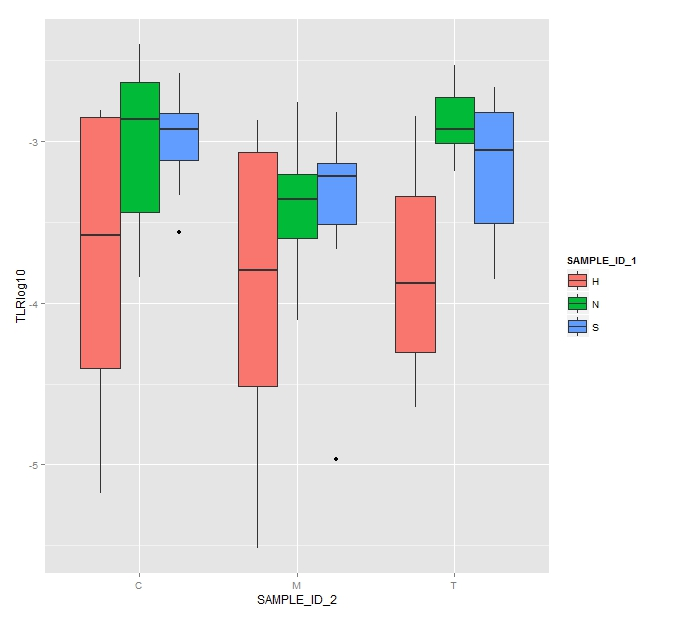 -3
-4
-5
TLRlog10
C M T
SAMPLE_ID_2
SAMPLE_ID_1
H
N
S